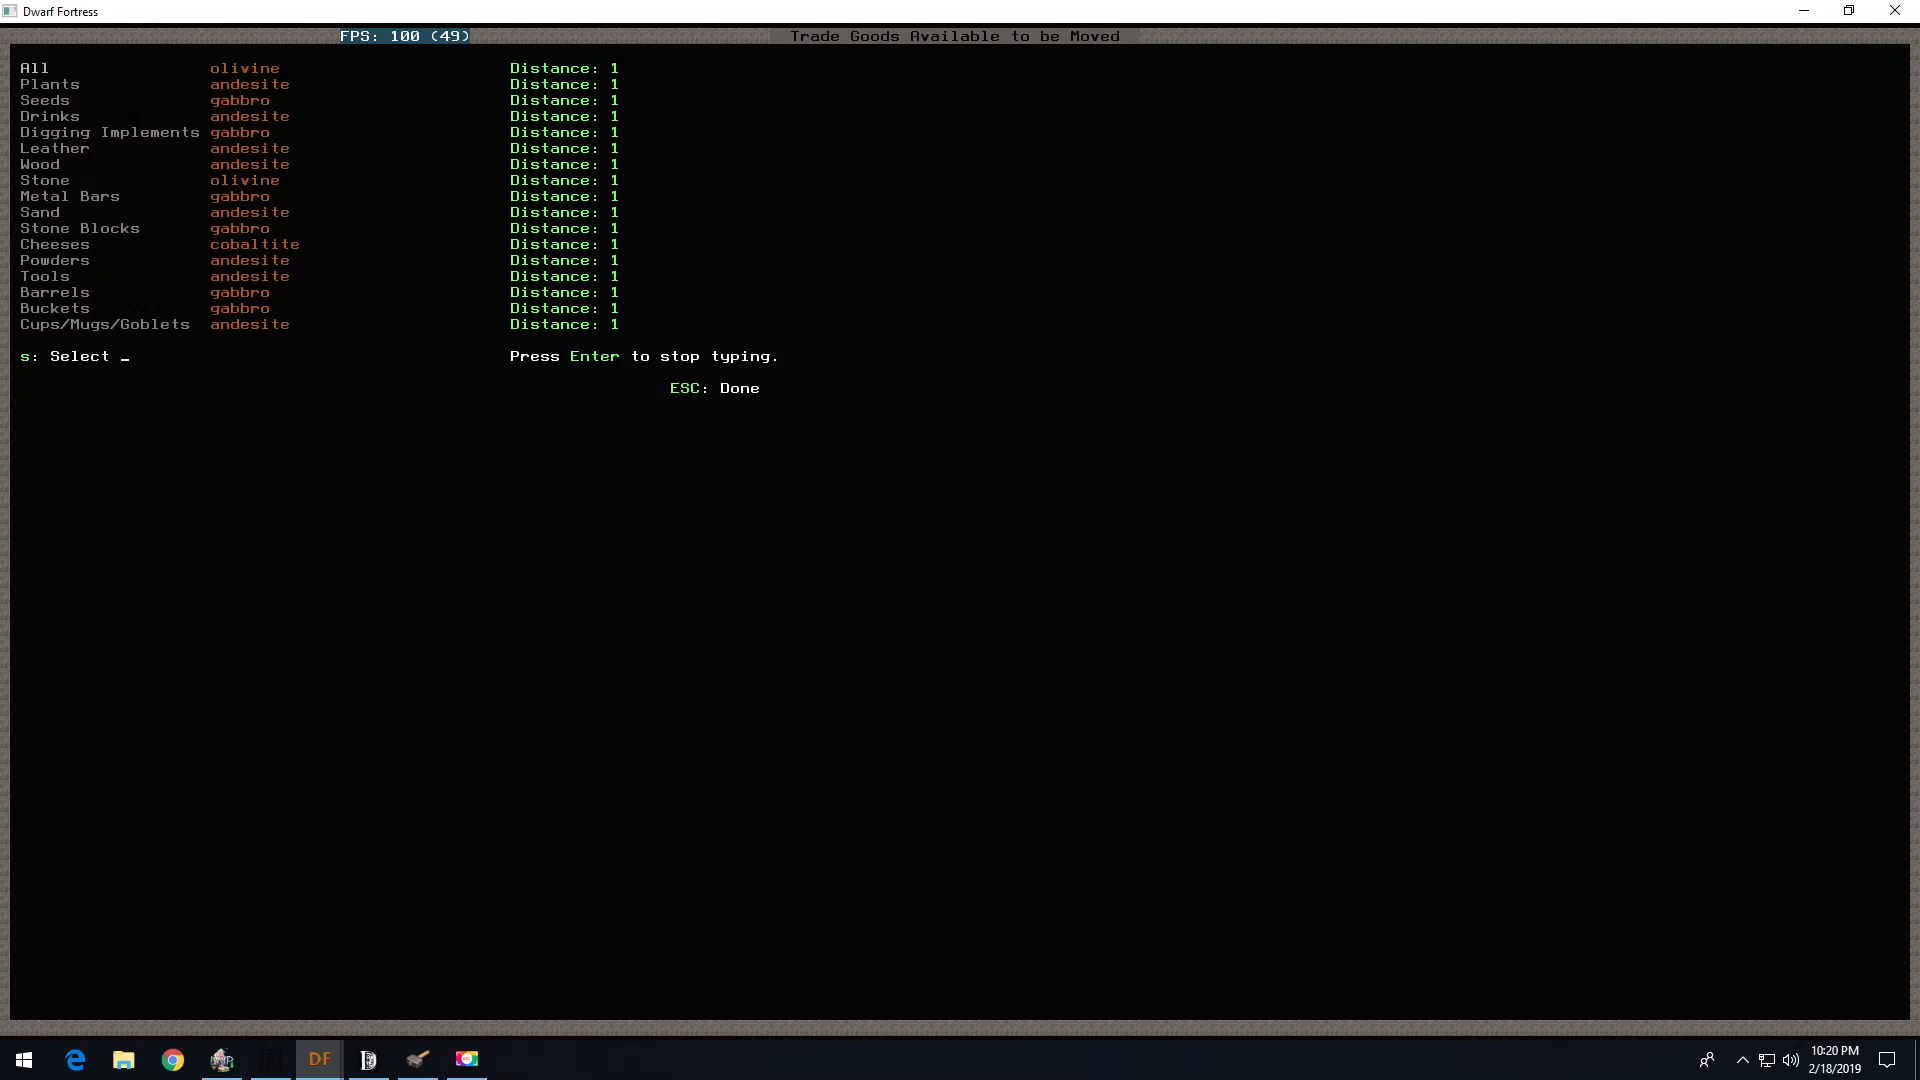 Dwarf Fortress
FPS: 100 (49) Trade Goods Available to be Moved
All olivine Distance: 1
Plants andesite Distance: 1
Seeds gabbro Distance: 1
Drinks andesite Distance: 1
Digging Implements gabbro Distance: 1
Leather andesite Distance: 1
Wood andesite Distance: 1
Stone olivine Distance: 1
Metal Bars gabbro Distance: 1
Sand andesite Distance: 1
Stone Blocks gabbro Distance: 1
Cheeses cobaltite Distance: 1
Powders andesite Distance: 1
Tools andesite Distance: 1
Barrels gabbro Distance: 1
Buckets gabbro Distance: 1
Cups/Mugs/Goblets andesite Distance: 1
s: Select _ Press Enter to stop typing.
ESC: Done
DF
10:20 PM
2/18/2019